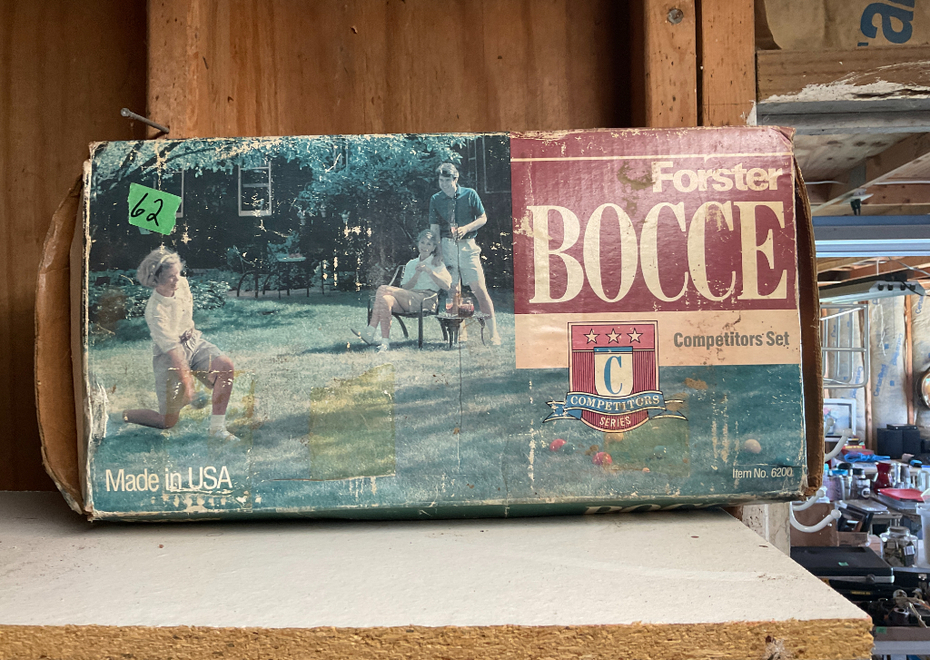 62
Forster
BOCCE
Competitors Set
C
COMPETITORS
SERIES
Made in USA
Item No. 6200